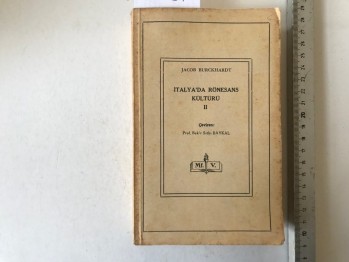 JACOB BURCKHARDT
İTALYA'DA RÖNESANS
KÜLTÜRÜ
II
Çeviren:
Prof. Bekir Sıtkı BAYKAL
M. V.